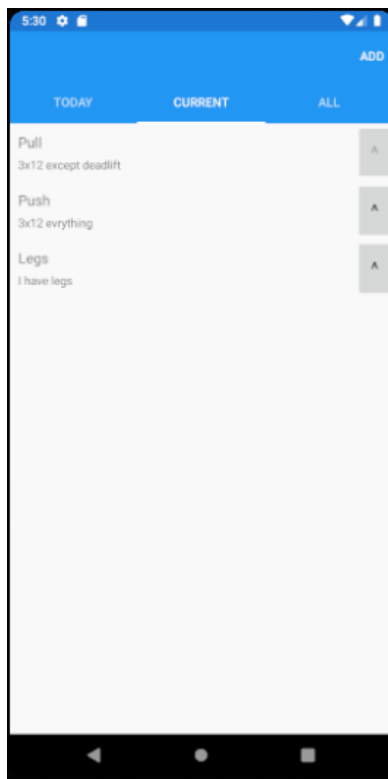 5:30
ADD
TODAY CURRENT ALL
Pull
3x12 except deadlift
^
Push
3x12 evrything
^
Legs
I have legs
^